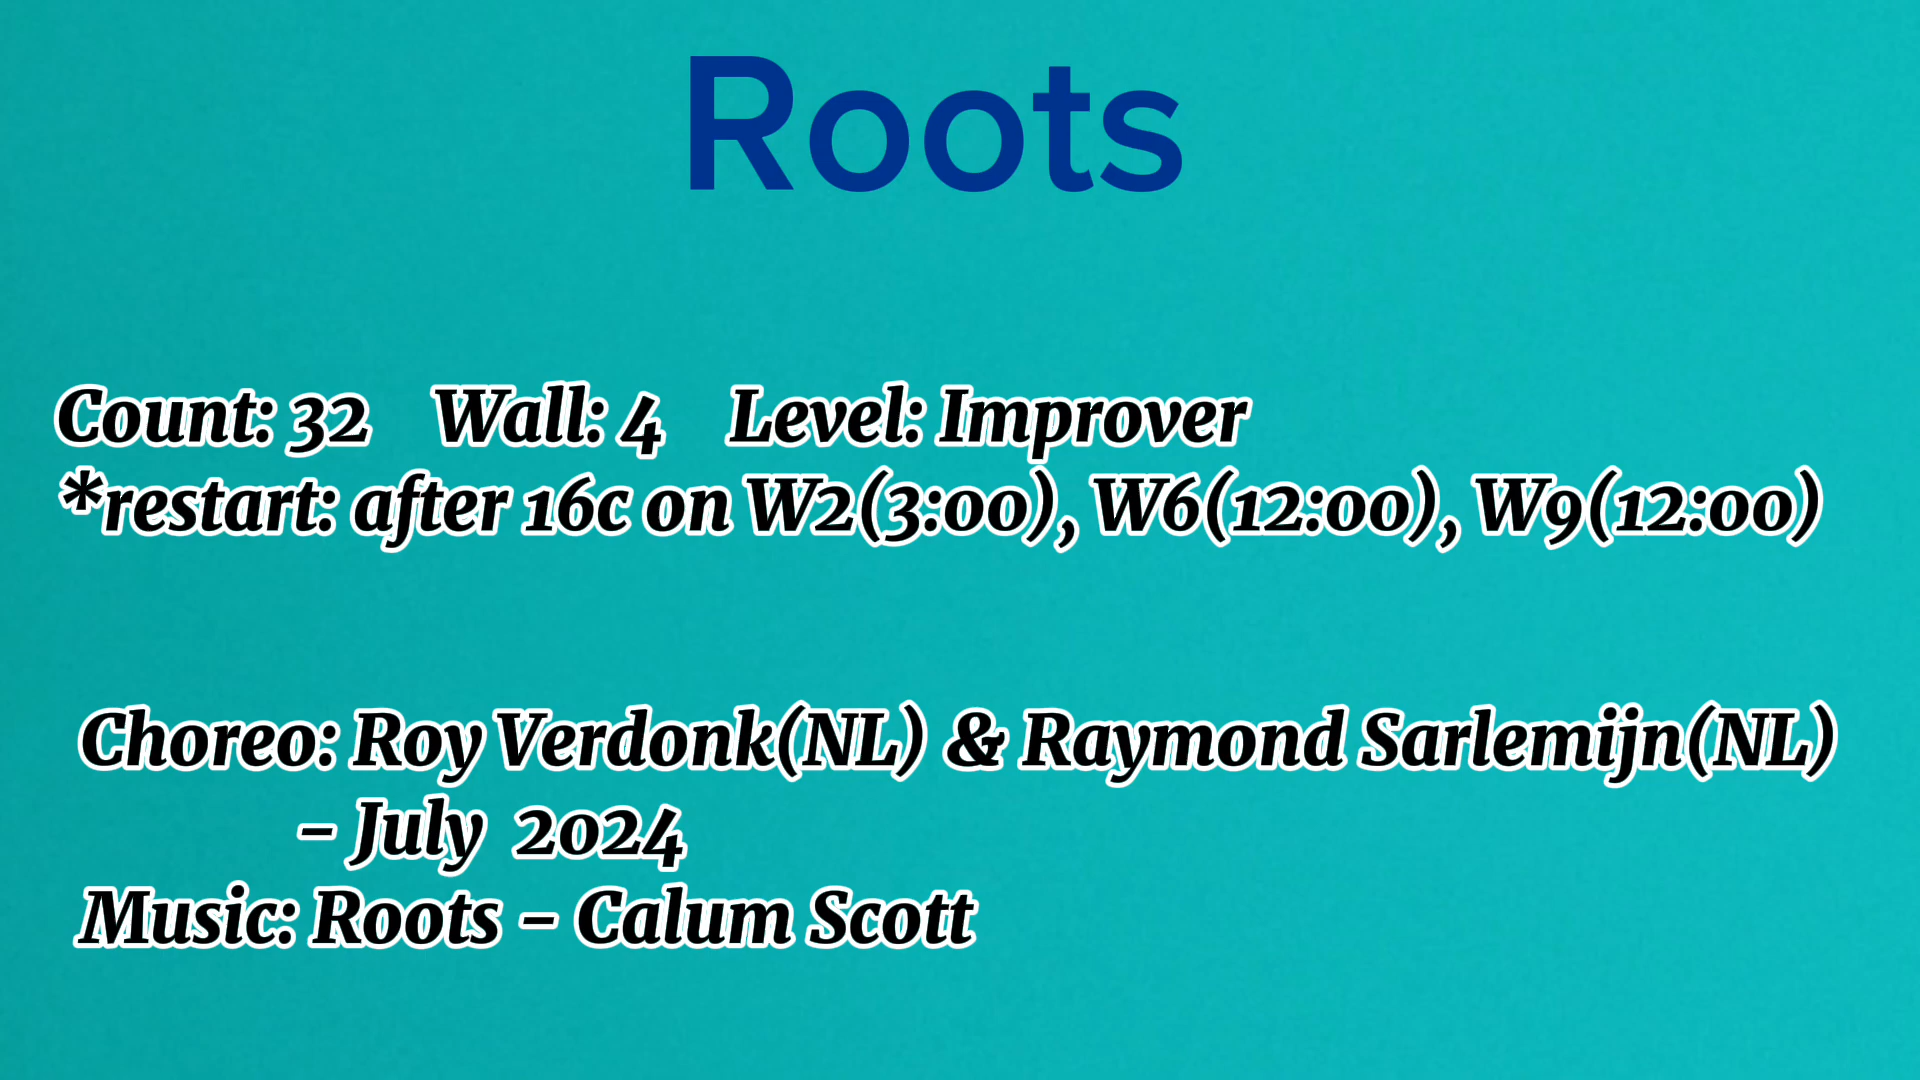 Roots
Count: 32 Wall: 4 Level: Improver
*restart: after 16c on W2(3:00), W6(12:00), W9(12:00)
Choreo: Roy Verdonk(NL) & Raymond Sarlemijn(NL)
- July 2024
Music: Roots - Calum Scott